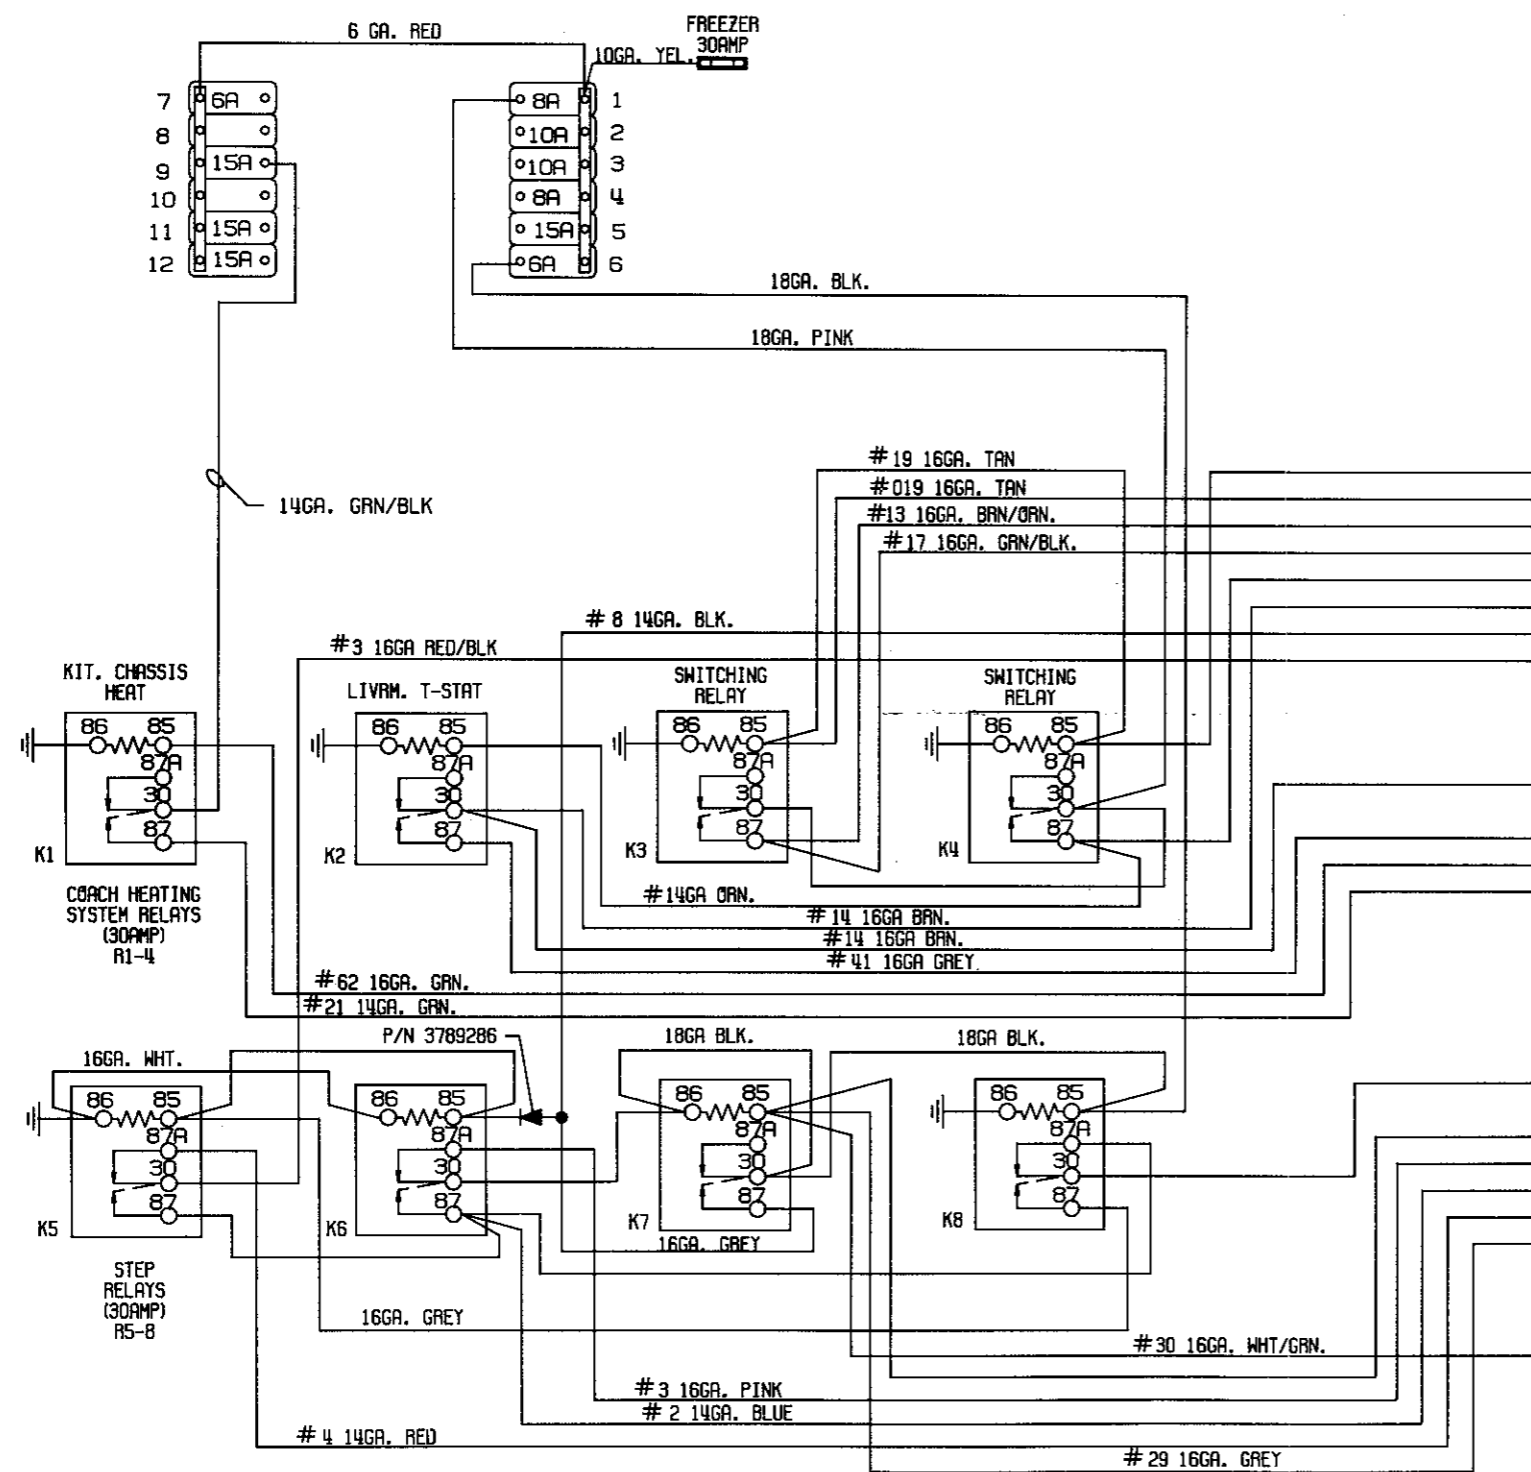 6 GA. RED
FREEZER
30AMP
10GA. YEL.
7 6A
8
9 15A
10
11 15A
12 15A
8A 1
10A 2
10A 3
8A 4
15A 5
6A 6
18GA. BLK.
18GA. PINK
14GA. GRN/BLK
#19 16GA. TAN
#019 16GA. TAN
#13 16GA. BRN/ORN.
#17 16GA. GRN/BLK.
# 8 14GA. BLK.
#3 16GA RED/BLK
KIT. CHASSIS
HEAT
LIVRM. T-STAT
SWITCHING
RELAY
SWITCHING
RELAY
86 85
87A
30
87
K1
86 85
87A
30
87
K2
86 85
87A
30
87
K3
86 85
87A
30
87
K4
COACH HEATING
SYSTEM RELAYS
(30AMP)
R1-4
#14GA ORN.
#14 16GA BRN.
#14 16GA BRN.
#41 16GA GREY
#62 16GA. GRN.
#21 14GA. GRN.
P/N 3789286
16GA. WHT.
18GA BLK.
18GA BLK.
86 85
87A
30
87
K5
86 85
87A
30
87
K6
86 85
87A
30
87
K7
86 85
87A
30
87
K8
16GA. GREY
STEP
RELAYS
(30AMP)
R5-8
16GA. GREY
#30 16GA. WHT/GRN.
#3 16GA. PINK
# 2 14GA. BLUE
# 4 14GA. RED
# 29 16GA. GREY